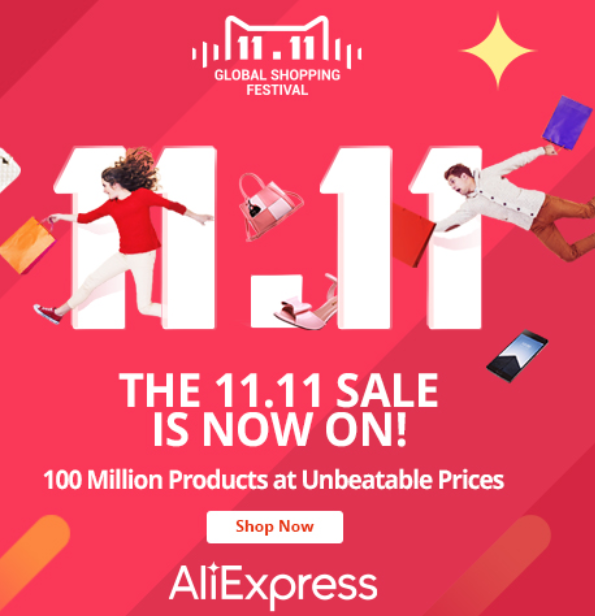 11.11
GLOBAL SHOPPING
FESTIVAL
11.11
THE 11.11 SALE
IS NOW ON!
100 Million Products at Unbeatable Prices
Shop Now
AliExpress